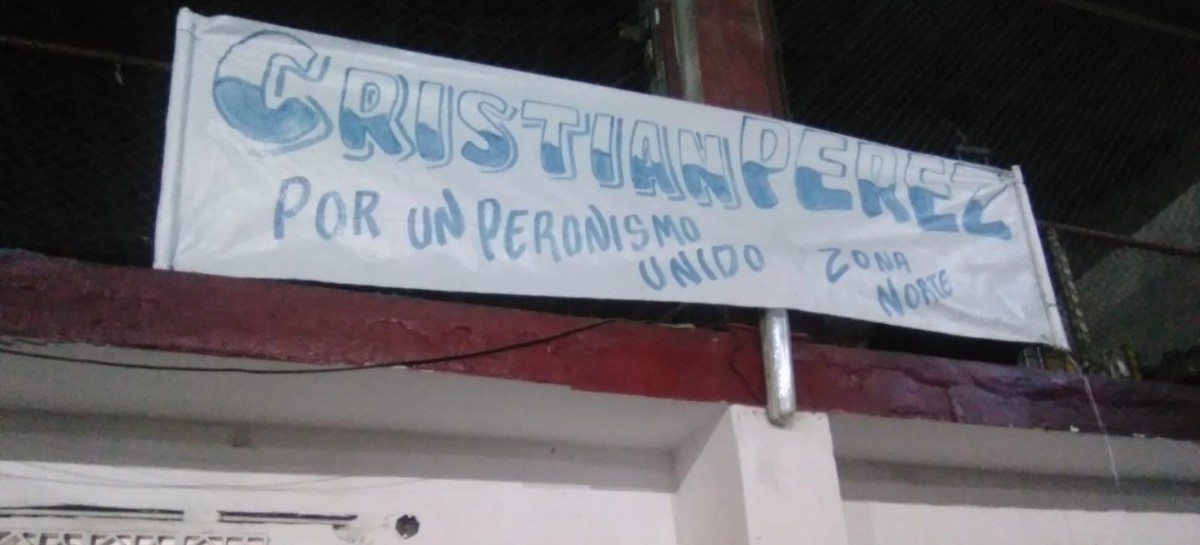 CRISTIAN PEREZ
POR UN PERONISMO
UNIDO
ZONA
NORTE